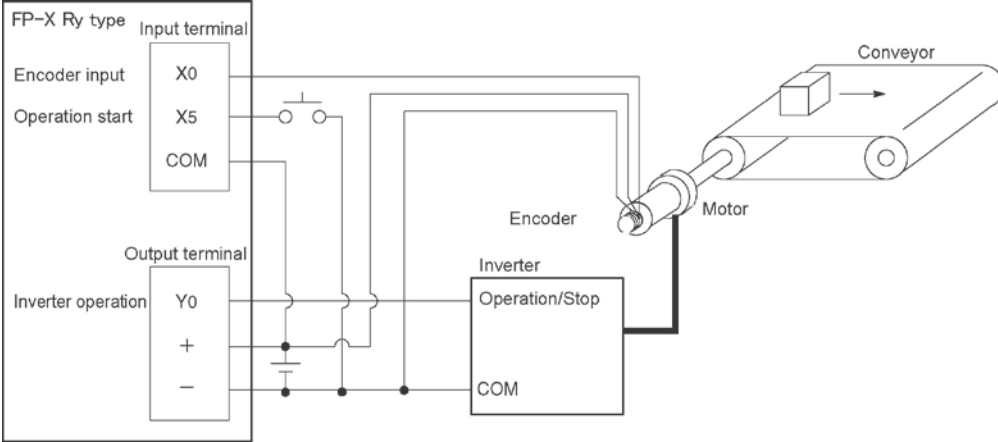 FP-X Ry type
Input terminal
Encoder input X0
Operation start X5
COM
Output terminal
Inverter operation Y0
+
−
Conveyor
Encoder
Motor
Inverter
Operation/Stop
COM